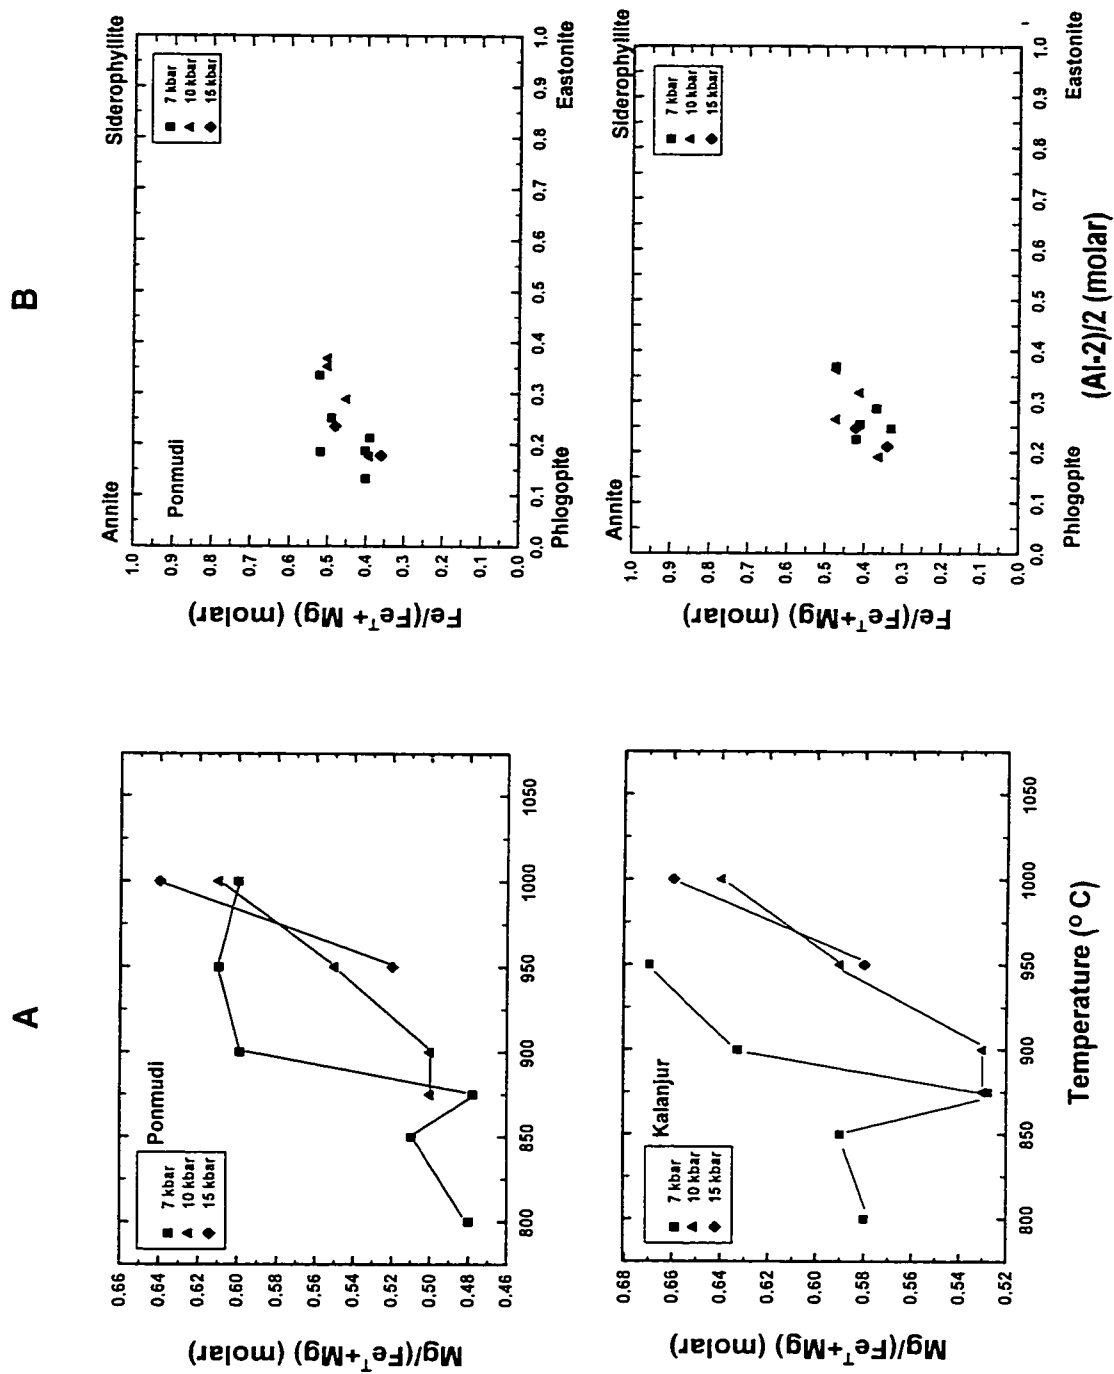 A
B
Ponmudi
7 kbar
10 kbar
15 kbar
Mg/(Fe^T+Mg) (molar)
0.66
0.64
0.62
0.60
0.58
0.56
0.54
0.52
0.50
0.48
0.46
800
850
900
950
1000
1050
Annite
Siderophyllite
Ponmudi
7 kbar
10 kbar
15 kbar
Fe/(Fe^T+ Mg) (molar)
1.0
0.9
0.8
0.7
0.6
0.5
0.4
0.3
0.2
0.1
0.0
0.0
0.1
0.2
0.3
0.4
0.5
0.6
0.7
0.8
0.9
1.0
Phlogopite
Eastonite
Kalanjur
7 kbar
10 kbar
15 kbar
Mg/(Fe^T+Mg) (molar)
0.68
0.66
0.64
0.62
0.60
0.58
0.56
0.54
0.52
800
850
900
950
1000
1050
Temperature (° C)
Annite
Siderophyllite
7 kbar
10 kbar
15 kbar
Fe/(Fe^T+Mg) (molar)
1.0
0.9
0.8
0.7
0.6
0.5
0.4
0.3
0.2
0.1
0.0
0.0
0.1
0.2
0.3
0.4
0.5
0.6
0.7
0.8
0.9
1.0
Phlogopite
Eastonite
(Al-2)/2 (molar)